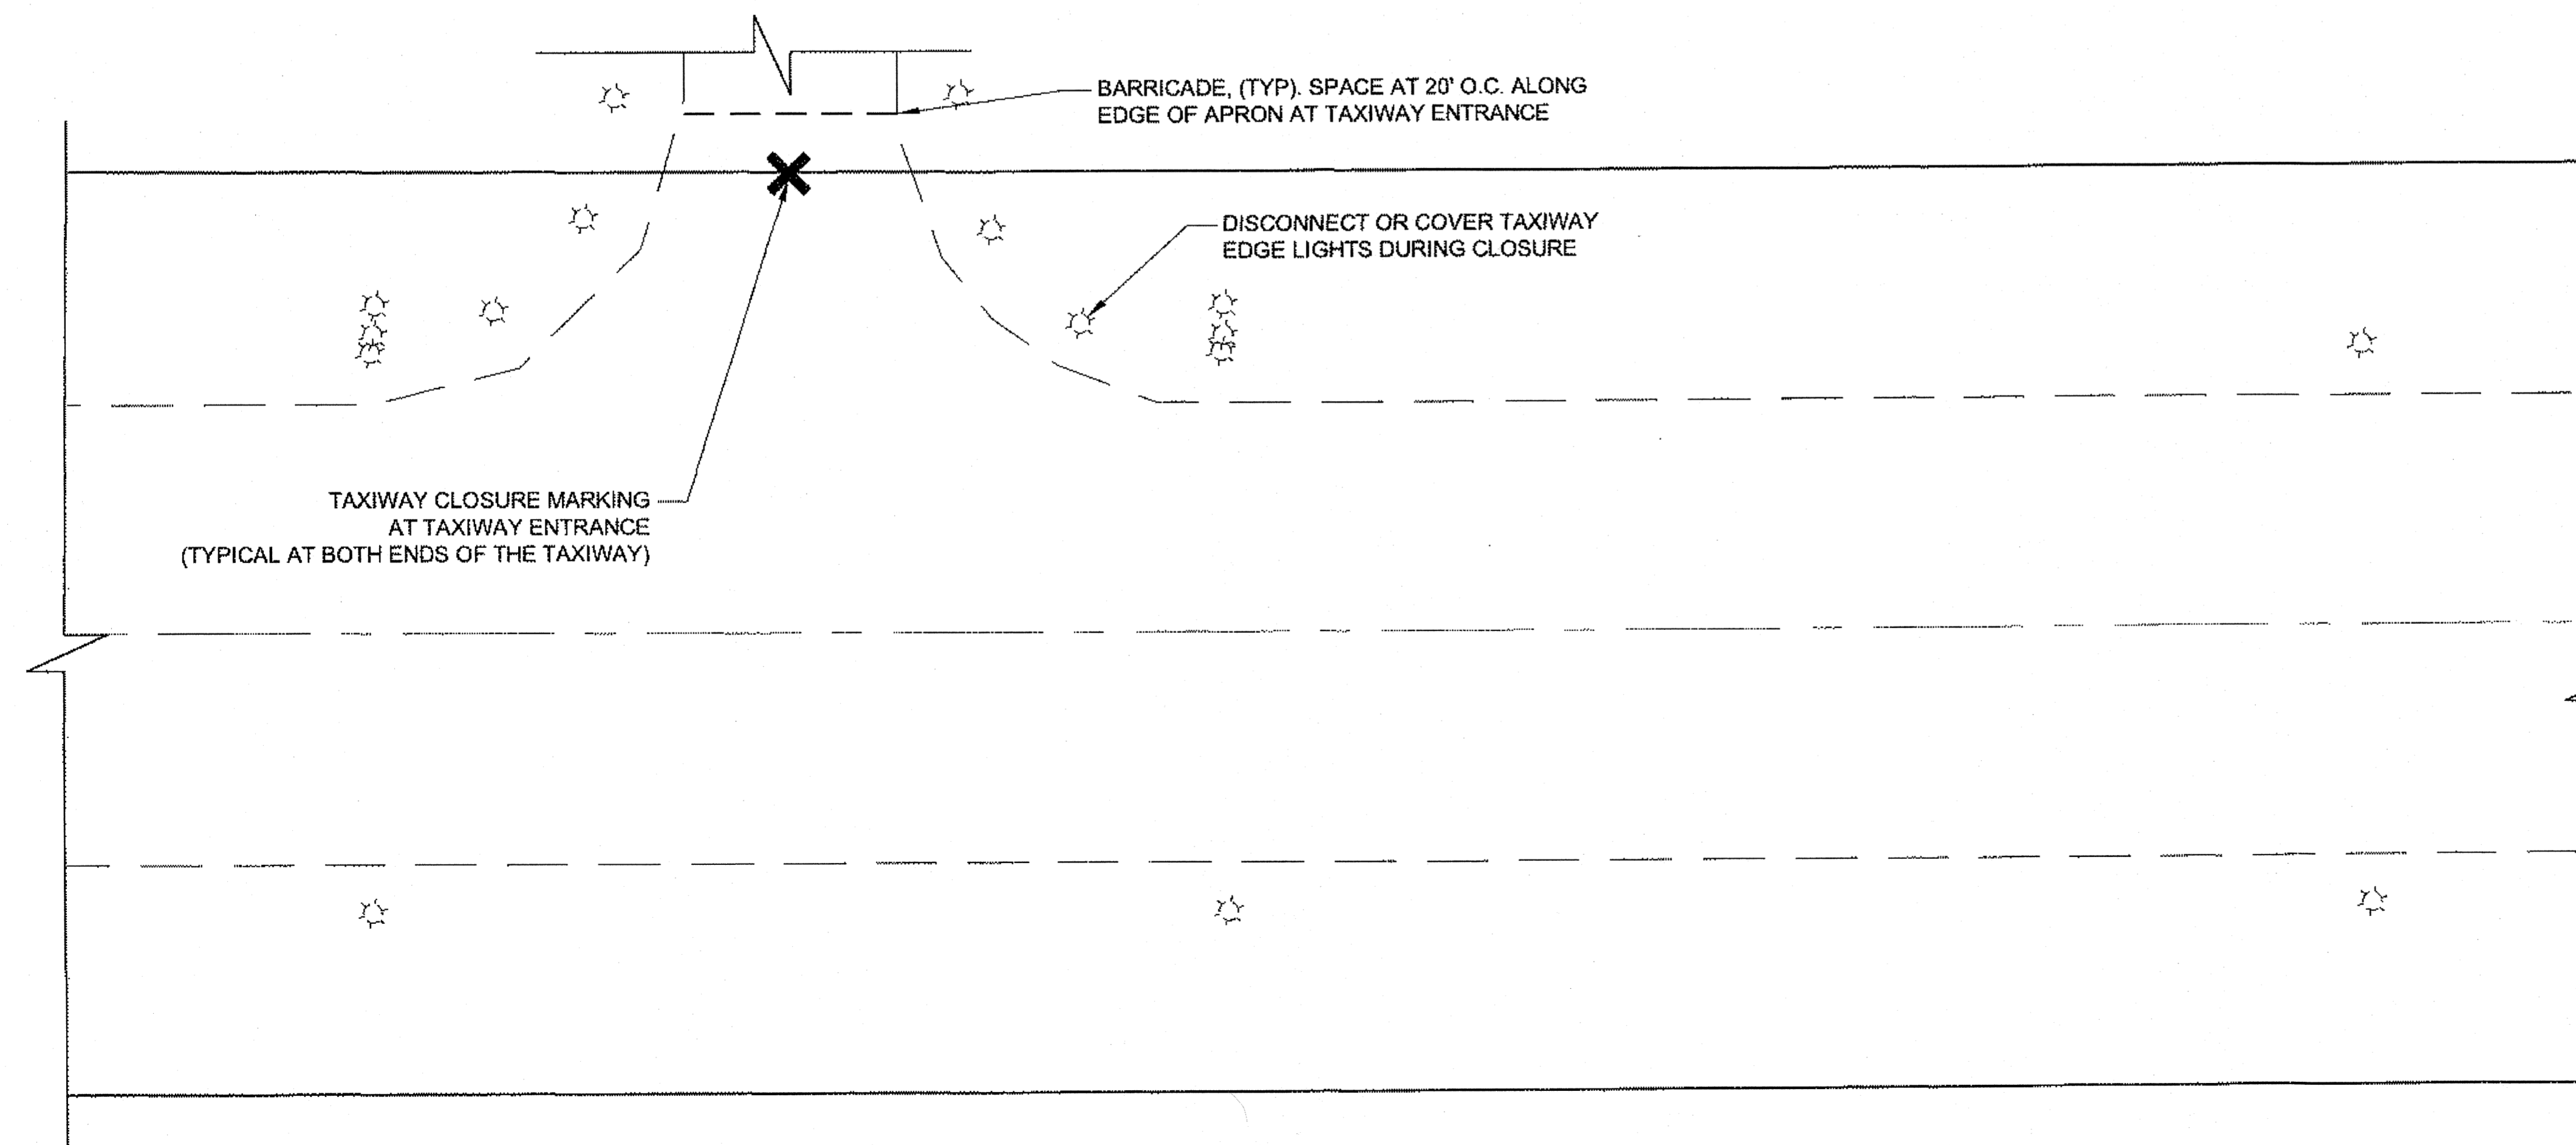 BARRICADE, (TYP). SPACE AT 20' O.C. ALONG
EDGE OF APRON AT TAXIWAY ENTRANCE
DISCONNECT OR COVER TAXIWAY
EDGE LIGHTS DURING CLOSURE
TAXIWAY CLOSURE MARKING
AT TAXIWAY ENTRANCE
(TYPICAL AT BOTH ENDS OF THE TAXIWAY)